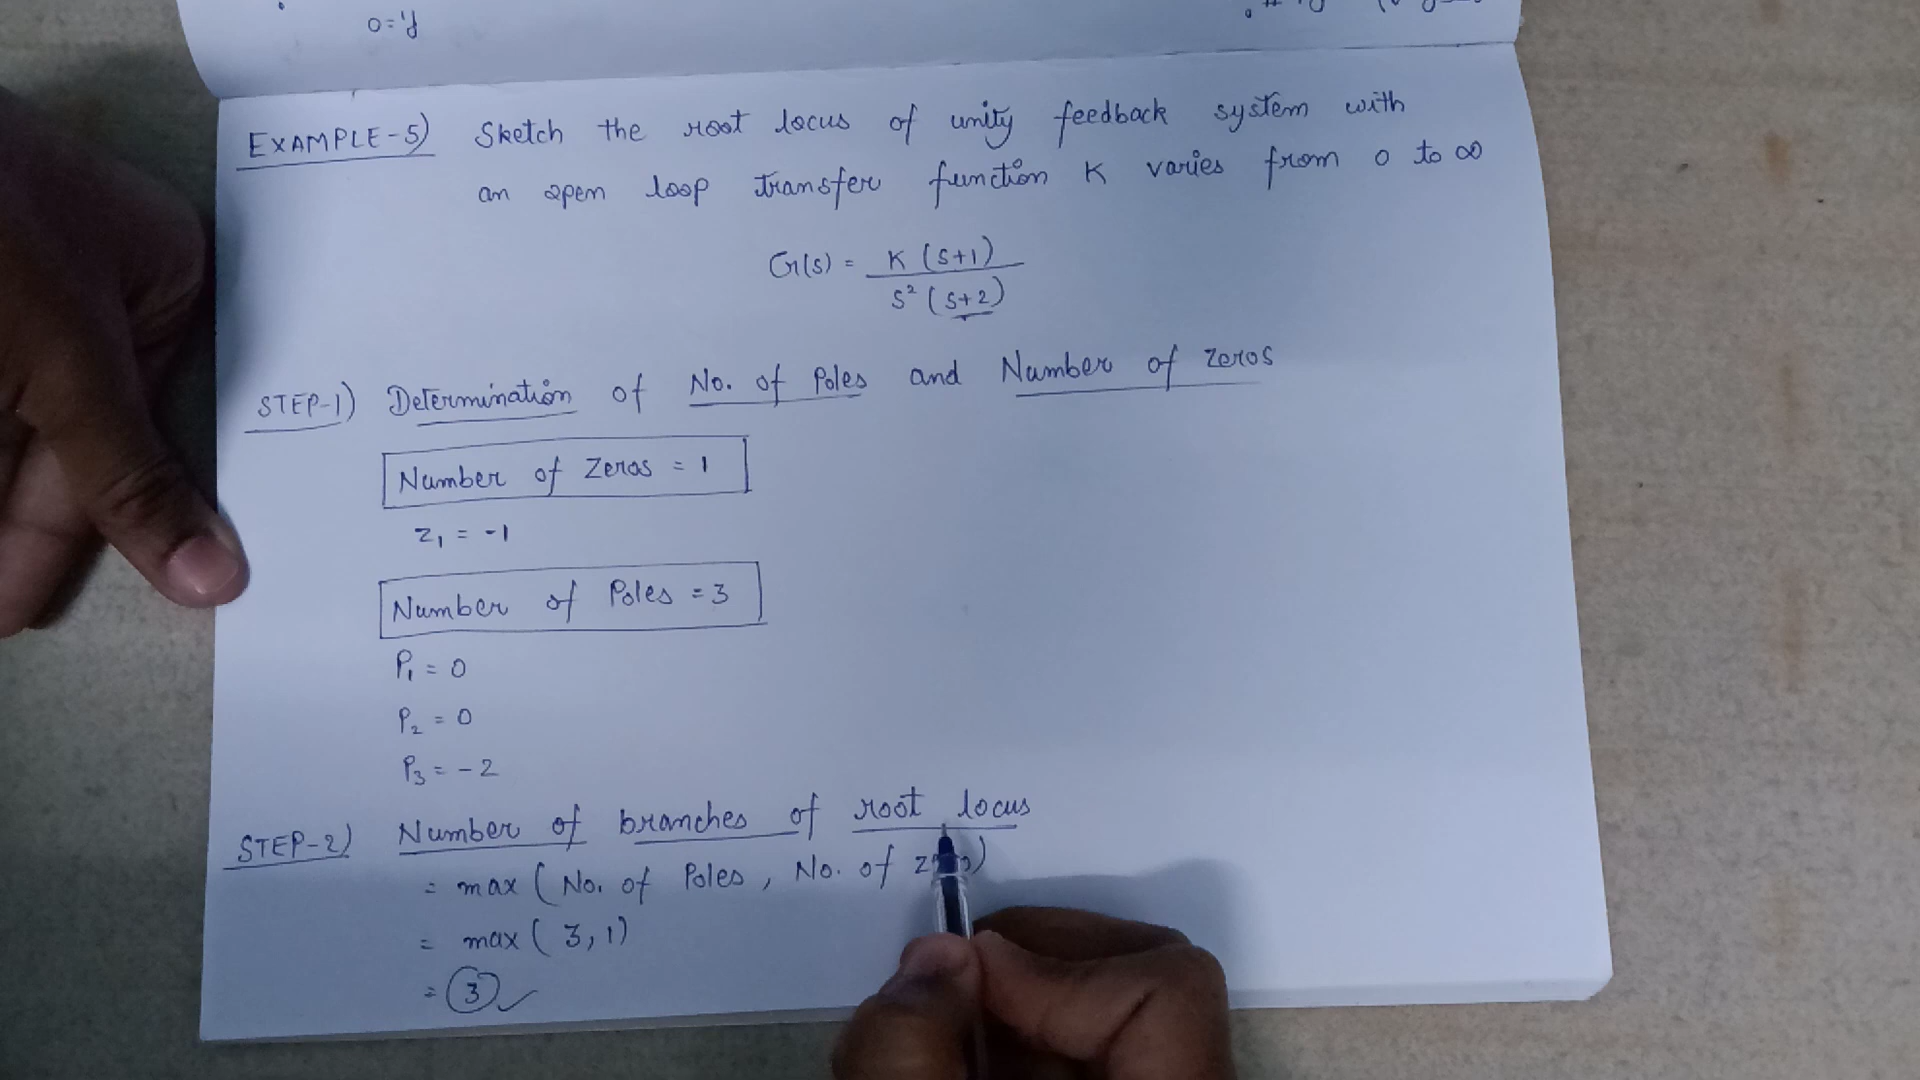 EXAMPLE-5) Sketch the root locus of unity feedback system with
an open loop transfer function K varies from 0 to ∞
G(s) = K (s+1)
s² (s+2)
STEP-1) Determination of No. of Poles and Number of zeros
Number of Zeros = 1
z₁ = -1
Number of Poles = 3
P₁ = 0
P₂ = 0
P₃ = -2
STEP-2) Number of branches of root locus
= max ( No. of Poles , No. of )
= max ( 3, 1)
= 3 ✓